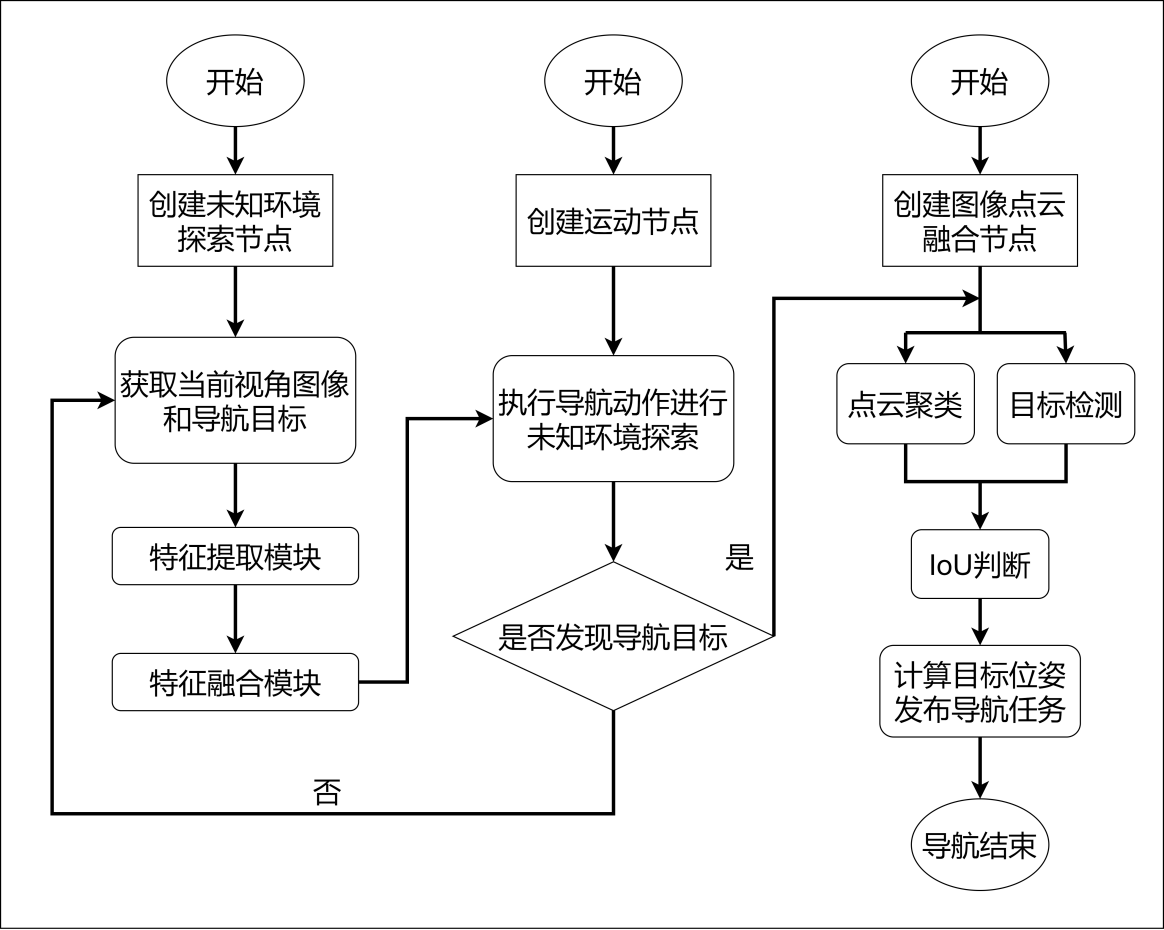 开始
创建未知环境
探索节点
获取当前视角图像
和导航目标
特征提取模块
特征融合模块
开始
创建运动节点
执行导航动作进行
未知环境探索
是否发现导航目标
是
否
开始
创建图像点云
融合节点
点云聚类
目标检测
IoU判断
计算目标位姿
发布导航任务
导航结束